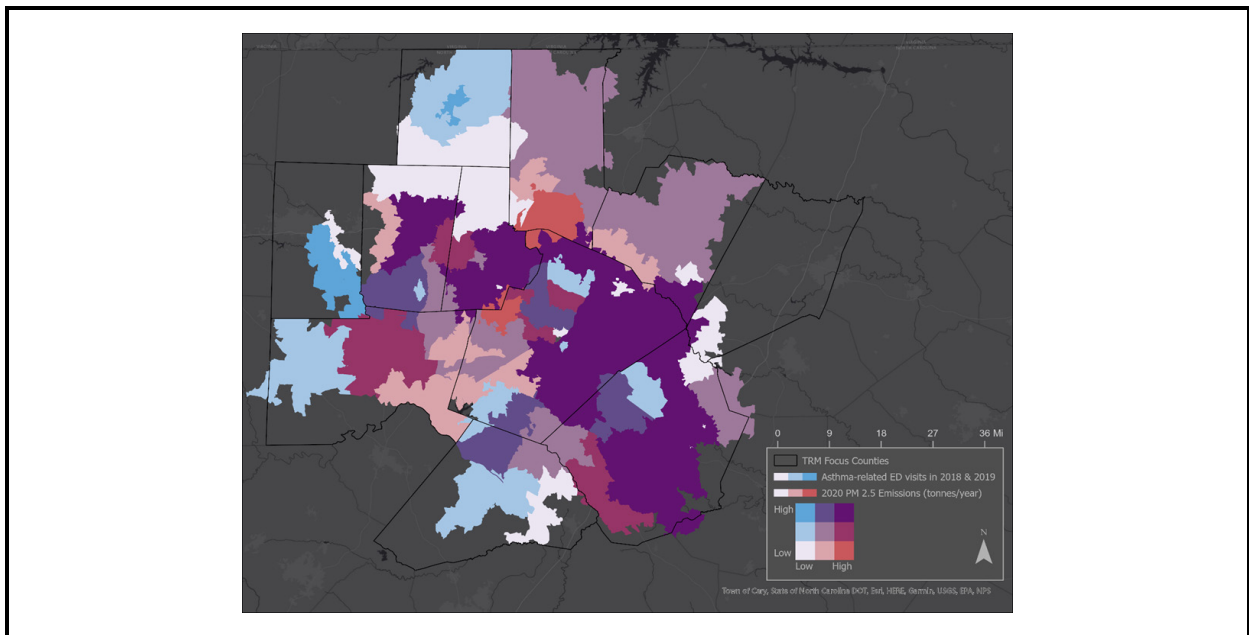 0 9 18 27 36 Mi
TRM Focus Counties
Asthma-related ED visits in 2018 & 2019
2020 PM 2.5 Emissions (tonnes/year)
High
Low
Low High
N
Town of Cary, State of North Carolina DOT, Esri, HERE, Garmin, USGS, EPA, NPS